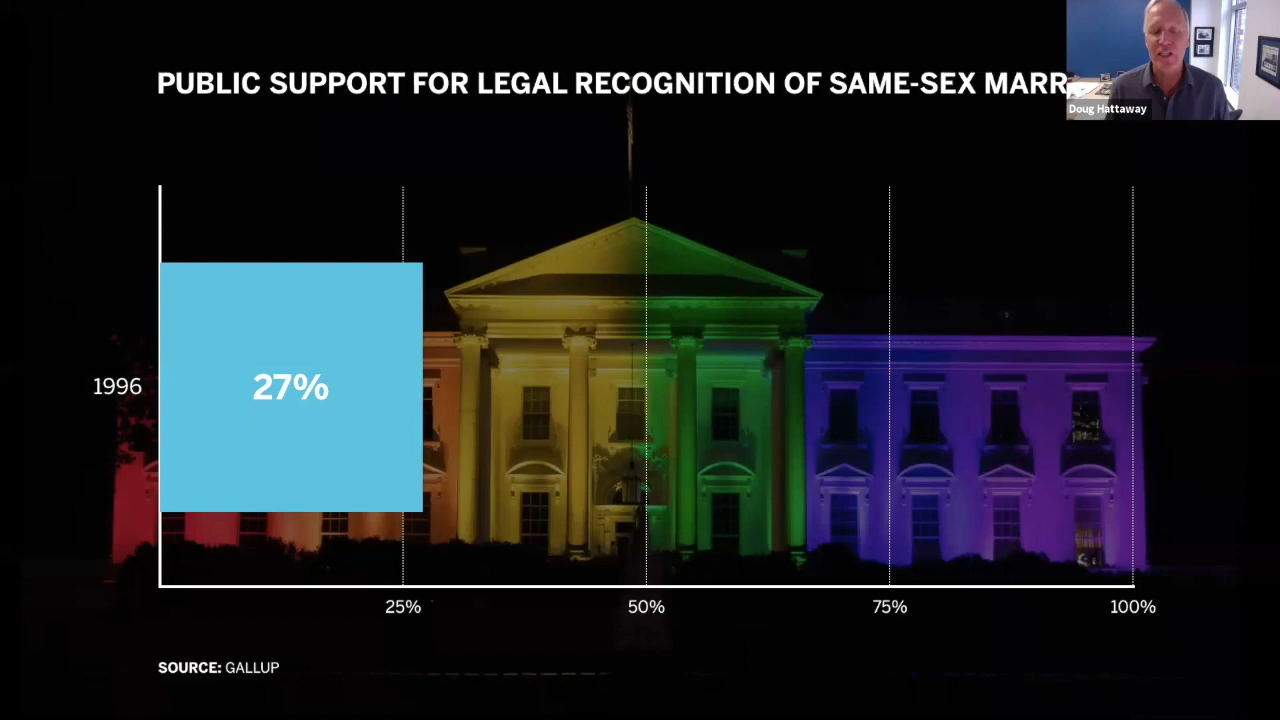 PUBLIC SUPPORT FOR LEGAL RECOGNITION OF SAME-SEX MARR
Doug Hattaway
1996
27%
25% 50% 75% 100%
SOURCE: GALLUP